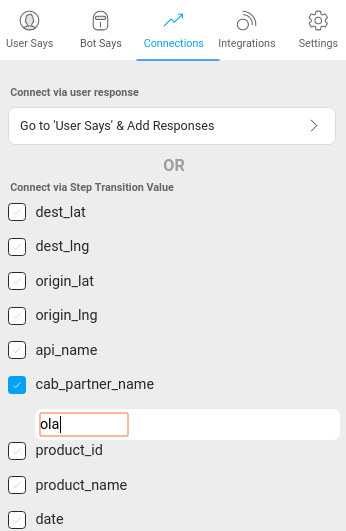 User Says Bot Says Connections Integrations Settings
Connect via user response
Go to 'User Says' & Add Responses
OR
Connect via Step Transition Value
dest_lat
dest_lng
origin_lat
origin_lng
api_name
cab_partner_name
ola
product_id
product_name
date